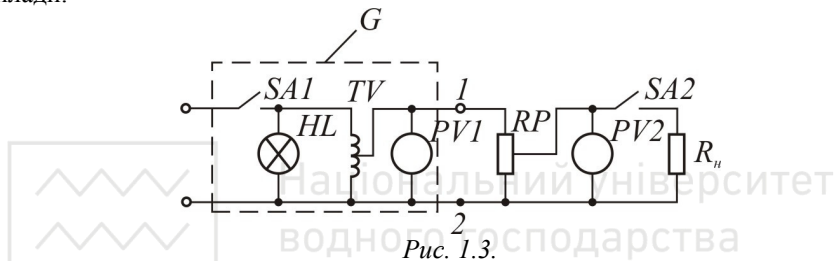 G
SA1
TV
1
SA2
HL
PV1
RP
PV2
Rн
Національний університет
2
водного господарства
Рис. 1.3.